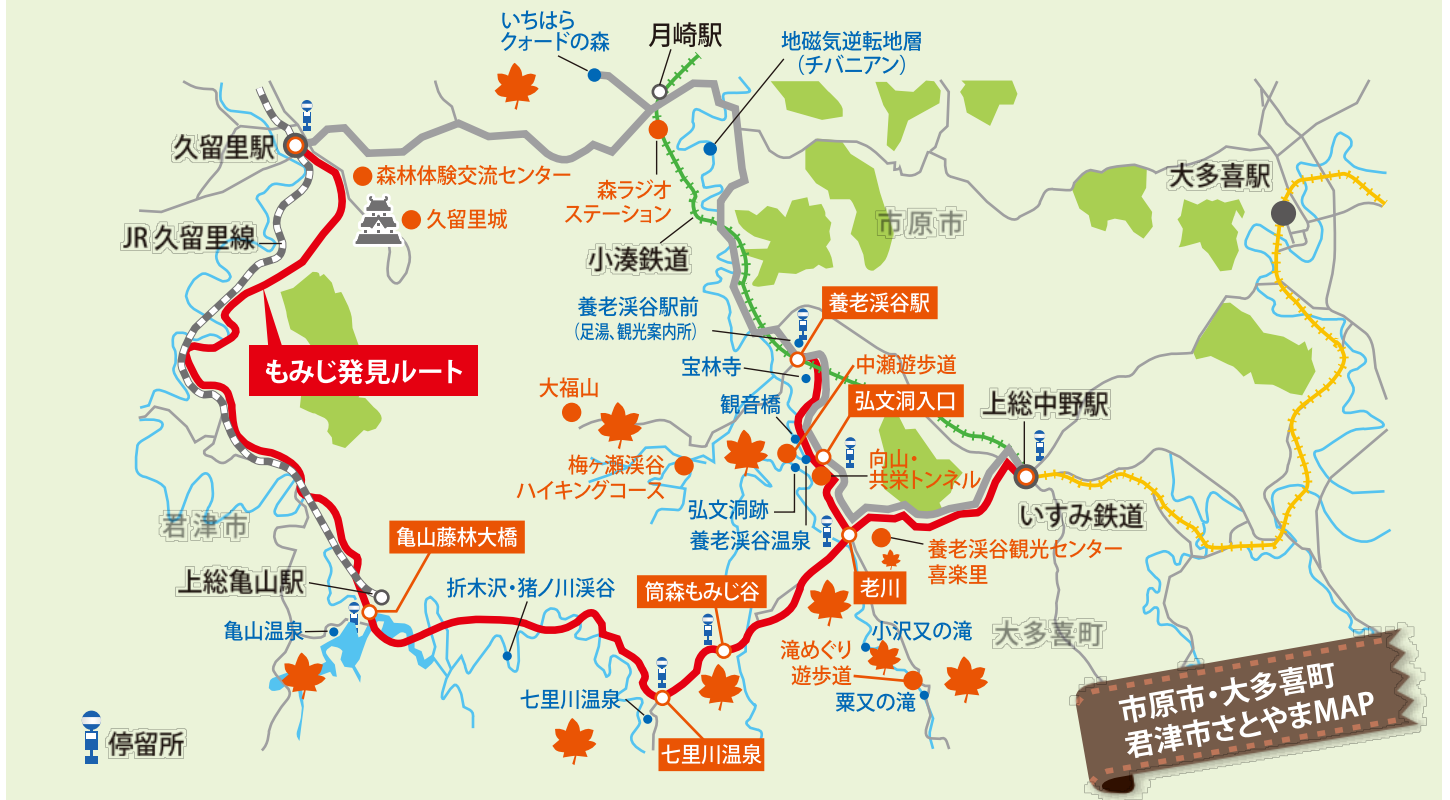 いちはら
クォードの森
月崎駅
地磁気逆転地層
（チバニアン）
久留里駅
森林体験交流センター
久留里城
森ラジオ
ステーション
市原市
大多喜駅
JR 久留里線
小湊鉄道
養老渓谷駅前
（足湯、観光案内所）
養老渓谷駅
もみじ発見ルート
宝林寺
中瀬遊歩道
大福山
観音橋
弘文洞入口
上総中野駅
梅ヶ瀬渓谷
ハイキングコース
向山・
共栄トンネル
弘文洞跡
養老渓谷温泉
いすみ鉄道
君津市
亀山藤林大橋
養老渓谷観光センター
喜楽里
上総亀山駅
折木沢・猪ノ川渓谷
筒森もみじ谷
老川
亀山温泉
小沢又の滝
大多喜町
滝めぐり
遊歩道
粟又の滝
七里川温泉
七里川温泉
停留所
市原市・大多喜町
君津市さとやまMAP